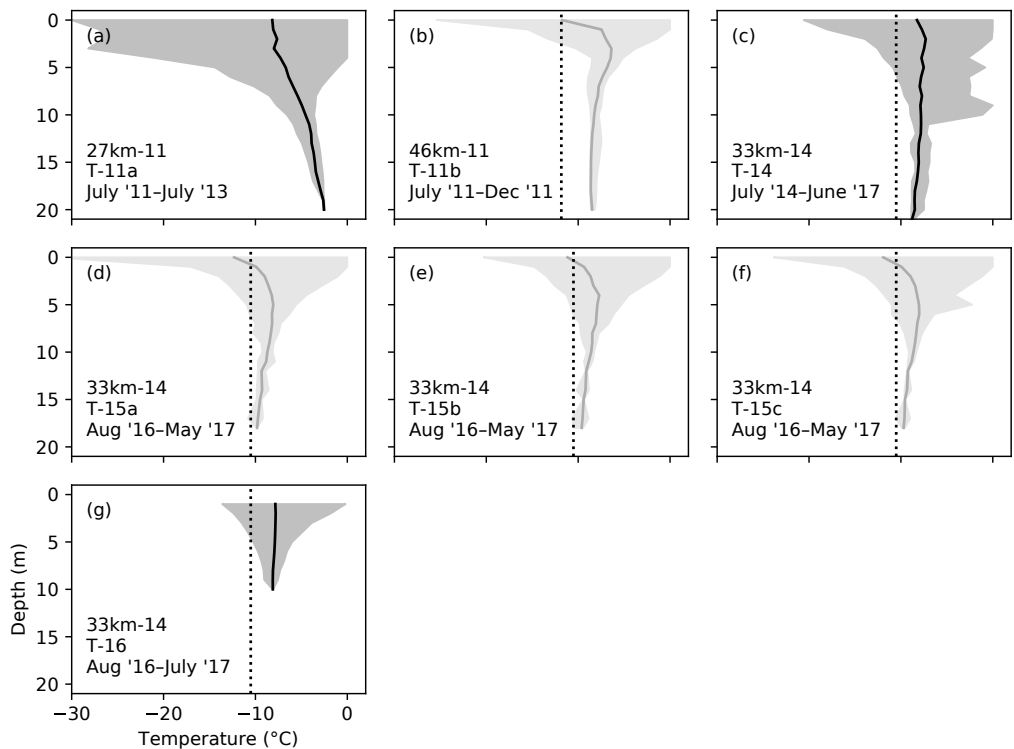 0
5
10
15
20
(a)
27km-11
T-11a
July '11–July '13
(b)
46km-11
T-11b
July '11–Dec '11
(c)
33km-14
T-14
July '14–June '17
0
5
10
15
20
(d)
33km-14
T-15a
Aug '16–May '17
(e)
33km-14
T-15b
Aug '16–May '17
(f)
33km-14
T-15c
Aug '16–May '17
Depth (m)
0
5
10
15
20
(g)
33km-14
T-16
Aug '16–July '17
−30 −20 −10 0
Temperature (°C)